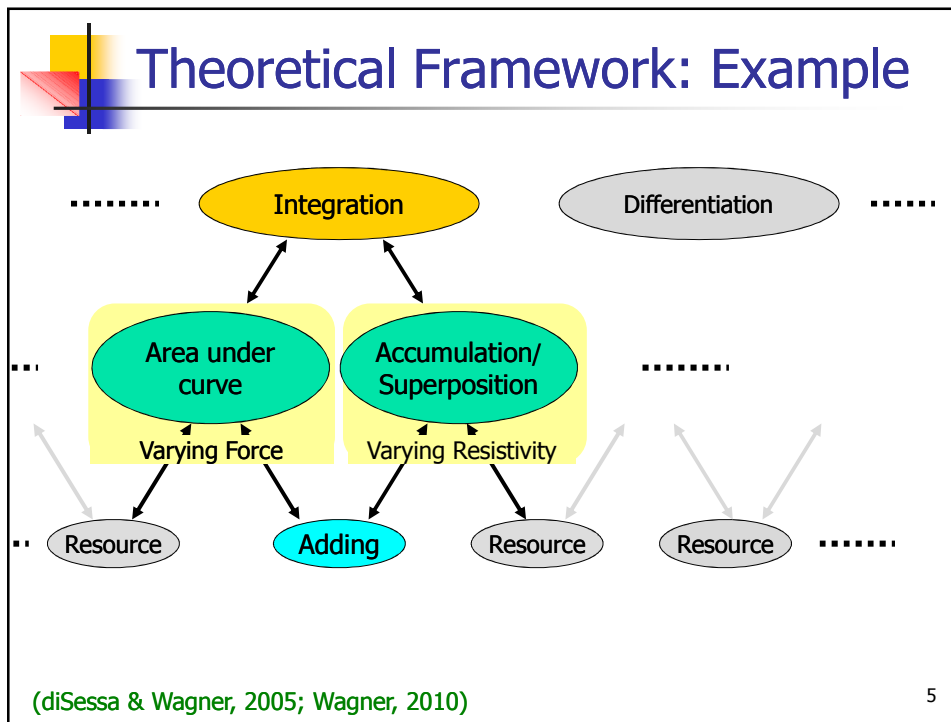 Theoretical Framework: Example
Integration
Differentiation
Area under
curve
Accumulation/
Superposition
Varying Force
Varying Resistivity
Resource
Adding
Resource
Resource
(diSessa & Wagner, 2005; Wagner, 2010)
5